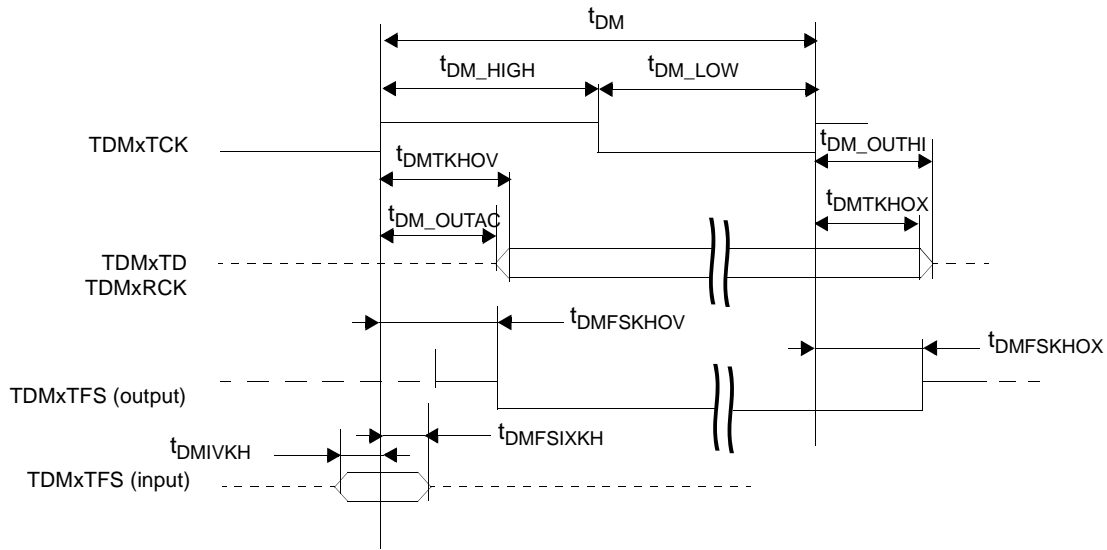 tDM
tDM_HIGH
tDM_LOW
TDMxTCK
tDM_OUTHI
tDMTKHOV
tDMTKHOX
tDM_OUTAC
TDMxTD
TDMxRCK
tDMFSKHOV
tDMFSKHOX
TDMxTFS (output)
tDMFSIXKH
tDMIVKH
TDMxTFS (input)